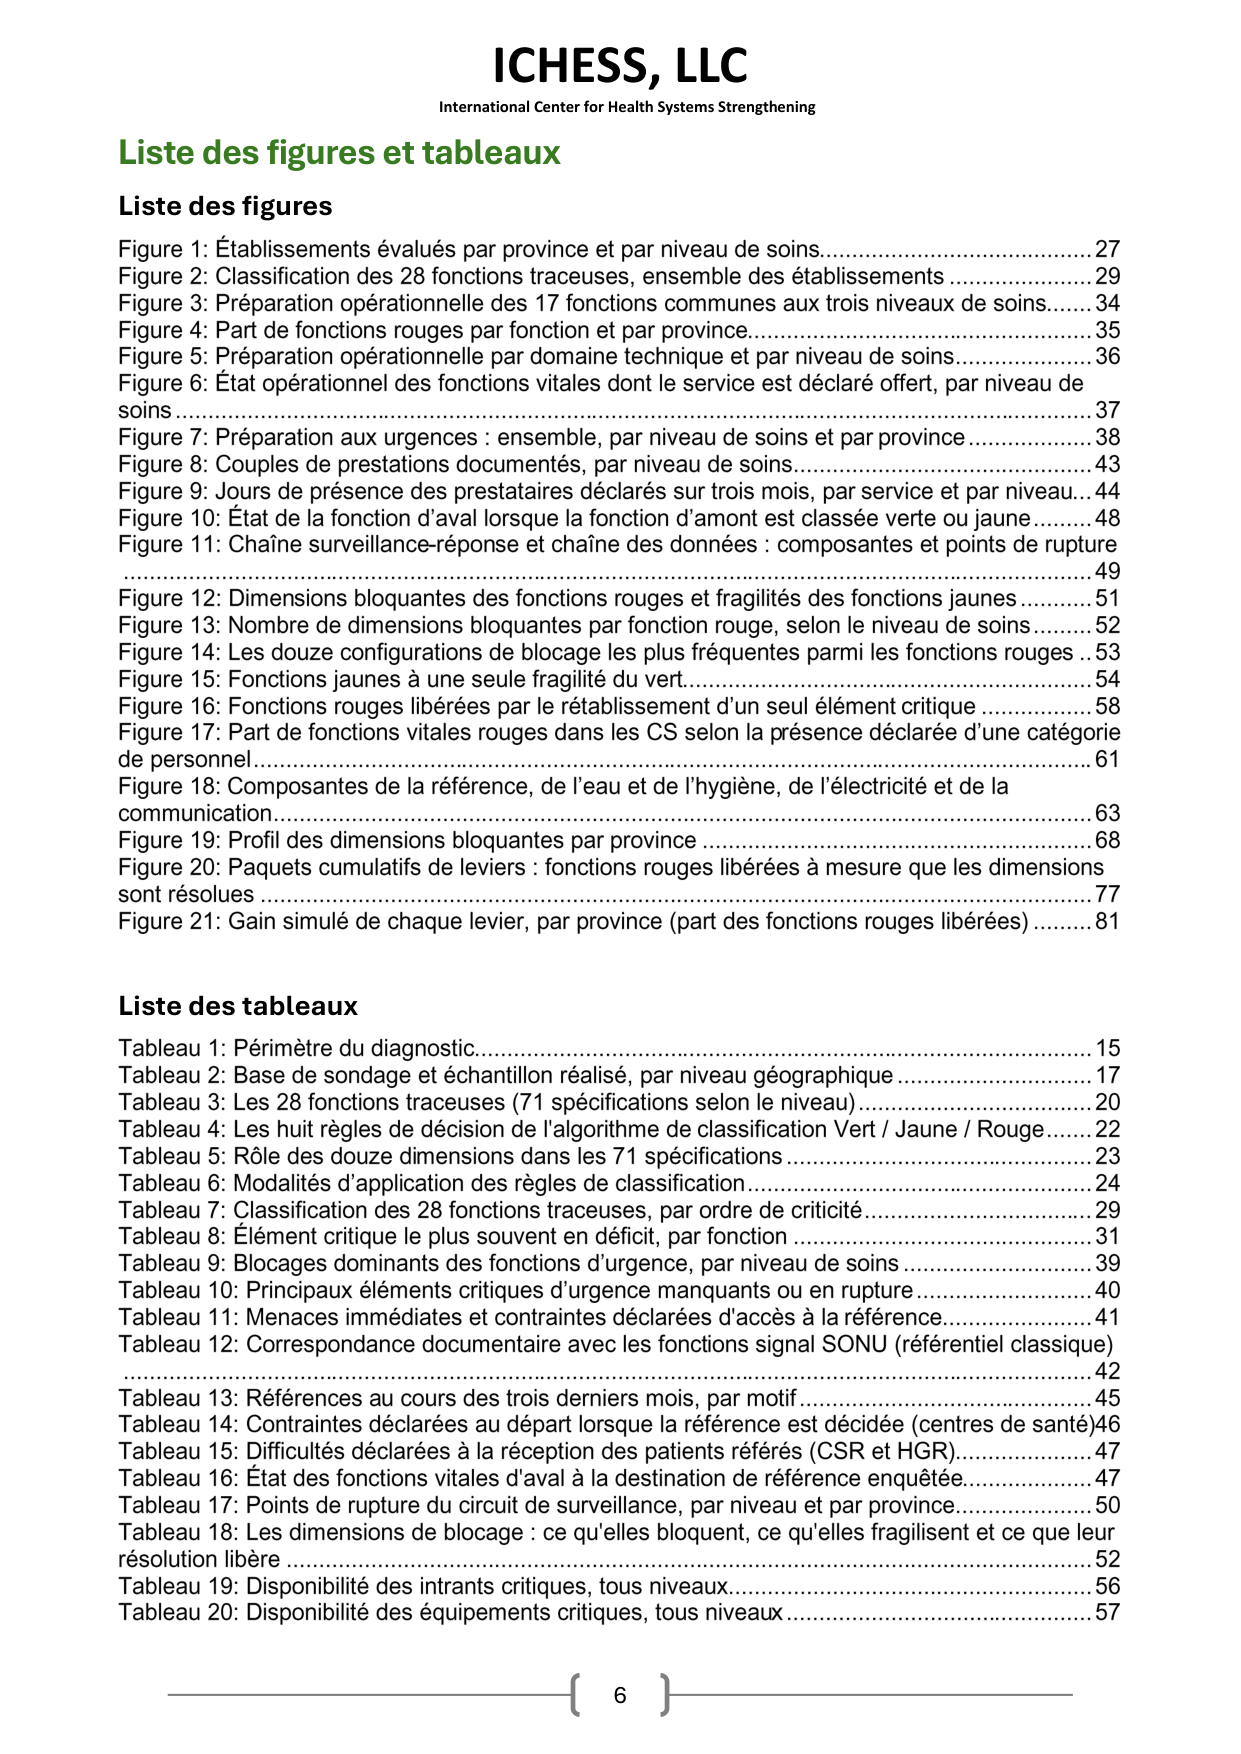 ICHESS, LLC
International Center for Health Systems Strengthening
Liste des figures et tableaux
Liste des figures
Figure 1: Établissements évalués par province et par niveau de soins.........................................27
Figure 2: Classification des 28 fonctions traceuses, ensemble des établissements ......................29
Figure 3: Préparation opérationnelle des 17 fonctions communes aux trois niveaux de soins.......34
Figure 4: Part de fonctions rouges par fonction et par province....................................................35
Figure 5: Préparation opérationnelle par domaine technique et par niveau de soins.....................36
Figure 6: État opérationnel des fonctions vitales dont le service est déclaré offert, par niveau de
soins............................................................................................................................................37
Figure 7: Préparation aux urgences : ensemble, par niveau de soins et par province...................38
Figure 8: Couples de prestations documentés, par niveau de soins.............................................43
Figure 9: Jours de présence des prestataires déclarés sur trois mois, par service et par niveau...44
Figure 10: État de la fonction d’aval lorsque la fonction d’amont est classée verte ou jaune.........48
Figure 11: Chaîne surveillance-réponse et chaîne des données : composantes et points de rupture
....................................................................................................................................................49
Figure 12: Dimensions bloquantes des fonctions rouges et fragilités des fonctions jaunes...........51
Figure 13: Nombre de dimensions bloquantes par fonction rouge, selon le niveau de soins.........52
Figure 14: Les douze configurations de blocage les plus fréquentes parmi les fonctions rouges ..53
Figure 15: Fonctions jaunes à une seule fragilité du vert..............................................................54
Figure 16: Fonctions rouges libérées par le rétablissement d’un seul élément critique .................58
Figure 17: Part de fonctions vitales rouges dans les CS selon la présence déclarée d’une catégorie
de personnel................................................................................................................................61
Figure 18: Composantes de la référence, de l’eau et de l’hygiène, de l’électricité et de la
communication.............................................................................................................................63
Figure 19: Profil des dimensions bloquantes par province ...........................................................68
Figure 20: Paquets cumulatifs de leviers : fonctions rouges libérées à mesure que les dimensions
sont résolues ...............................................................................................................................77
Figure 21: Gain simulé de chaque levier, par province (part des fonctions rouges libérées) .........81
Liste des tableaux
Tableau 1: Périmètre du diagnostic..............................................................................................15
Tableau 2: Base de sondage et échantillon réalisé, par niveau géographique..............................17
Tableau 3: Les 28 fonctions traceuses (71 spécifications selon le niveau)....................................20
Tableau 4: Les huit règles de décision de l'algorithme de classification Vert / Jaune / Rouge.......22
Tableau 5: Rôle des douze dimensions dans les 71 spécifications...............................................23
Tableau 6: Modalités d’application des règles de classification.....................................................24
Tableau 7: Classification des 28 fonctions traceuses, par ordre de criticité...................................29
Tableau 8: Élément critique le plus souvent en déficit, par fonction ..............................................31
Tableau 9: Blocages dominants des fonctions d’urgence, par niveau de soins.............................39
Tableau 10: Principaux éléments critiques d’urgence manquants ou en rupture...........................40
Tableau 11: Menaces immédiates et contraintes déclarées d'accès à la référence.......................41
Tableau 12: Correspondance documentaire avec les fonctions signal SONU (référentiel classique)
....................................................................................................................................................42
Tableau 13: Références au cours des trois derniers mois, par motif.............................................45
Tableau 14: Contraintes déclarées au départ lorsque la référence est décidée (centres de santé)46
Tableau 15: Difficultés déclarées à la réception des patients référés (CSR et HGR).....................47
Tableau 16: État des fonctions vitales d'aval à la destination de référence enquêtée....................47
Tableau 17: Points de rupture du circuit de surveillance, par niveau et par province.....................50
Tableau 18: Les dimensions de blocage : ce qu'elles bloquent, ce qu'elles fragilisent et ce que leur
résolution libère ...........................................................................................................................52
Tableau 19: Disponibilité des intrants critiques, tous niveaux.......................................................56
Tableau 20: Disponibilité des équipements critiques, tous niveaux...............................................57
6